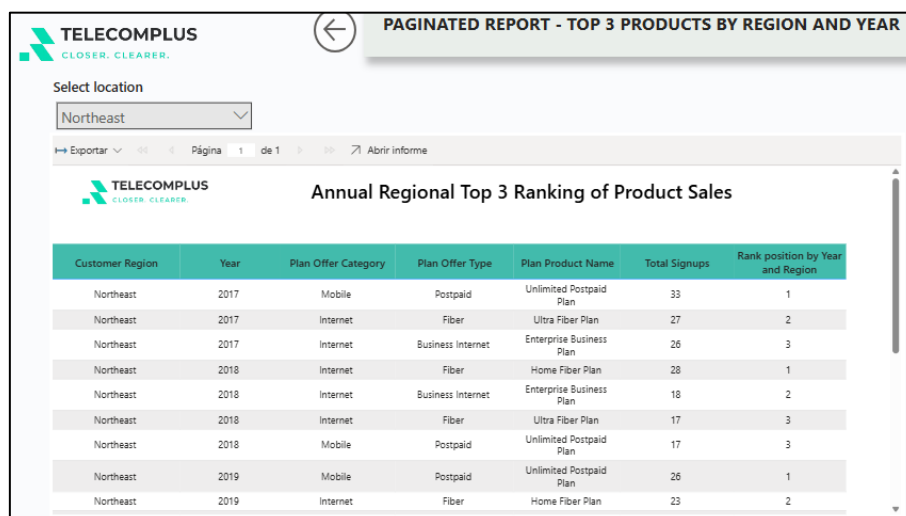 TELECOMPLUS
CLOSER. CLEARER.
PAGINATED REPORT - TOP 3 PRODUCTS BY REGION AND YEAR
Select location
Northeast
Exportar Página 1 de 1 Abrir informe
TELECOMPLUS
CLOSER. CLEARER.
Annual Regional Top 3 Ranking of Product Sales
Customer Region Year Plan Offer Category Plan Offer Type Plan Product Name Total Signups Rank position by Year and Region
Northeast 2017 Mobile Postpaid Unlimited Postpaid Plan 33 1
Northeast 2017 Internet Fiber Ultra Fiber Plan 27 2
Northeast 2017 Internet Business Internet Enterprise Business Plan 26 3
Northeast 2018 Internet Fiber Home Fiber Plan 28 1
Northeast 2018 Internet Business Internet Enterprise Business Plan 18 2
Northeast 2018 Internet Fiber Ultra Fiber Plan 17 3
Northeast 2018 Mobile Postpaid Unlimited Postpaid Plan 17 3
Northeast 2019 Mobile Postpaid Unlimited Postpaid Plan 26 1
Northeast 2019 Internet Fiber Home Fiber Plan 23 2